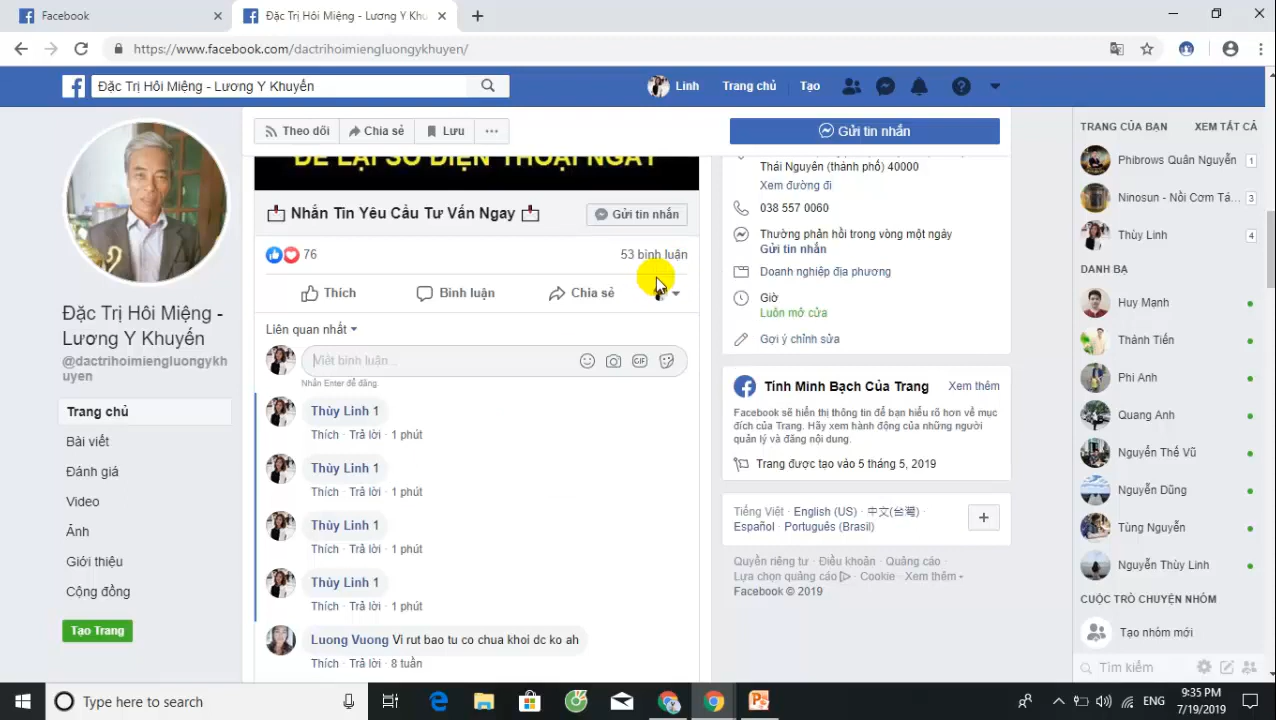 Facebook
Đặc Trị Hôi Miệng - Lương Y Khu
https://www.facebook.com/dactrihoimiengluongykhuyen/
Đặc Trị Hôi Miệng - Lương Y Khuyến
Linh
Trang chủ
Tạo
Theo dõi
Chia sẻ
Lưu
Gửi tin nhắn
ĐỂ LẠI SỐ ĐIỆN THOẠI NGAY
Nhắn Tin Yêu Cầu Tư Vấn Ngay
Gửi tin nhắn
76
53 bình luận
Thích
Bình luận
Chia sẻ
Liên quan nhất
Viết bình luận...
Nhấn Enter để đăng.
Thùy Linh 1
Thích · Trả lời · 1 phút
Thùy Linh 1
Thích · Trả lời · 1 phút
Thùy Linh 1
Thích · Trả lời · 1 phút
Thùy Linh 1
Thích · Trả lời · 1 phút
Luong Vuong Vi rut bao tu co chua khoi dc ko ah
Thích · Trả lời · 8 tuần
Đặc Trị Hôi Miệng -
Lương Y Khuyến
@dactrihoimiengluongykh
uyen
Trang chủ
Bài viết
Đánh giá
Video
Ảnh
Giới thiệu
Cộng đồng
Tạo Trang
Thái Nguyên (thành phố) 40000
Xem đường đi
038 557 0060
Thường phản hồi trong vòng một ngày
Gửi tin nhắn
Doanh nghiệp địa phương
Giờ
Luôn mở cửa
Gợi ý chỉnh sửa
Tính Minh Bạch Của Trang
Xem thêm
Facebook sẽ hiển thị thông tin để bạn hiểu rõ hơn về mục
đích của Trang. Hãy xem hành động của những người
quản lý và đăng nội dung.
Trang được tạo vào 5 tháng 5, 2019
Tiếng Việt · English (US) · 中文(台灣) ·
Español · Português (Brasil)
Quyền riêng tư · Điều khoản · Quảng cáo ·
Lựa chọn quảng cáo · Cookie · Xem thêm
Facebook © 2019
TRANG CỦA BẠN
XEM TẤT CẢ
Phibrows Quân Nguyễn
1
Ninosun - Nồi Cơm Tá...
3
Thùy Linh
4
DANH BẠ
Huy Mạnh
Thành Tiến
Phi Anh
Quang Anh
Nguyễn Thế Vũ
Nguyễn Dũng
Tùng Nguyễn
Nguyễn Thùy Linh
CUỘC TRÒ CHUYỆN NHÓM
Tạo nhóm mới
Tìm kiếm
Type here to search
ENG
9:35 PM
7/19/2019